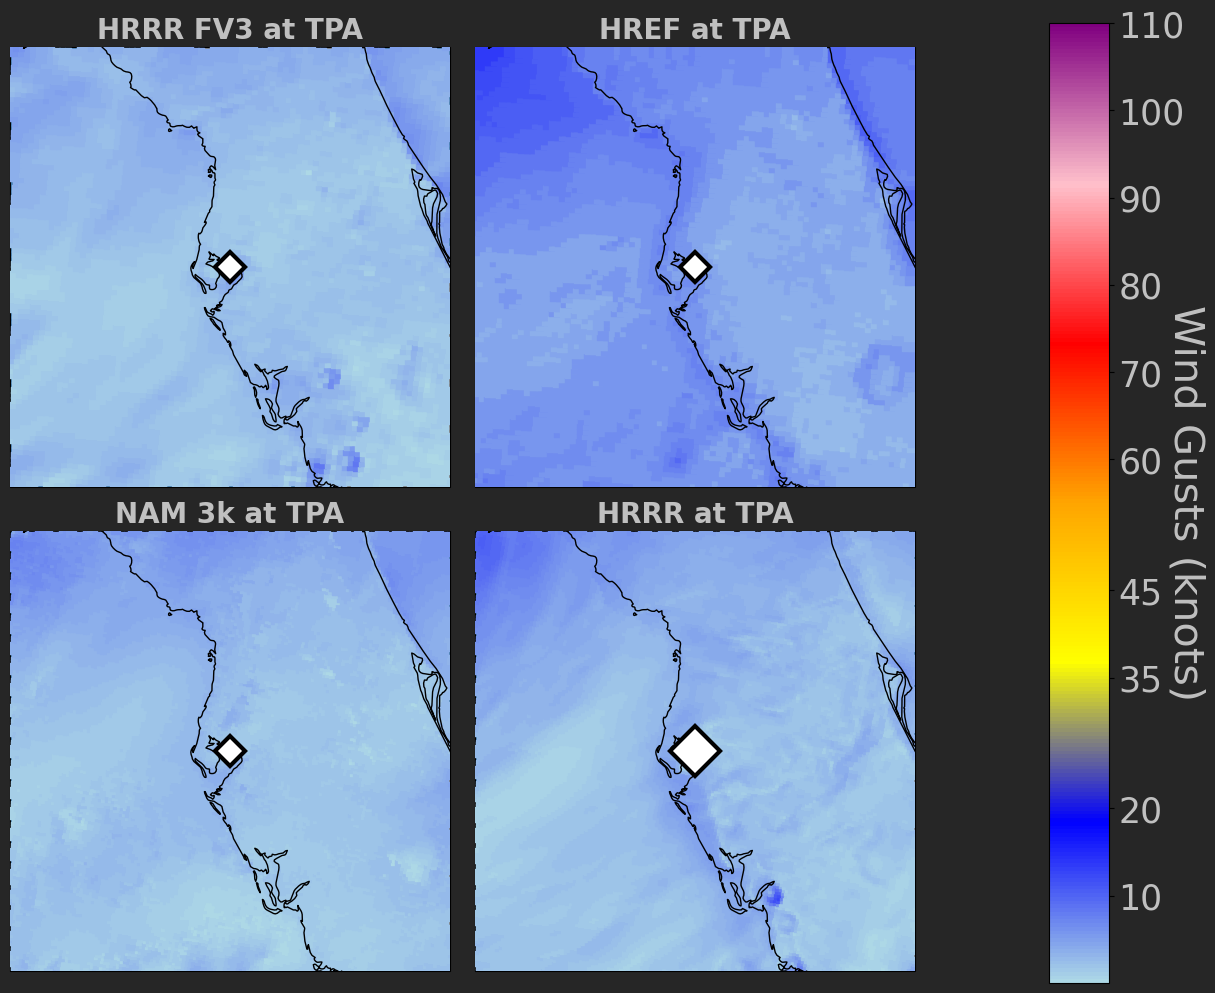 HRRR FV3 at TPA
HREF at TPA
NAM 3k at TPA
HRRR at TPA
110
100
90
80
70
60
45
35
20
10
Wind Gusts (knots)